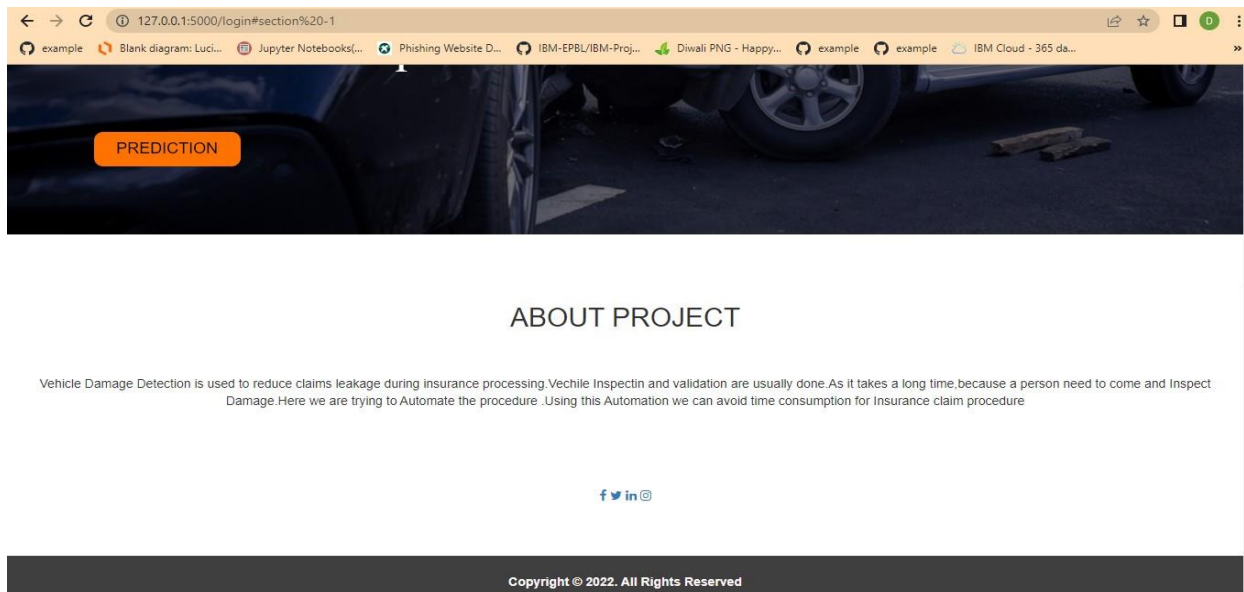 127.0.0.1:5000/login#section%20-1
example Blank diagram: Luci... Jupyter Notebooks(... Phishing Website D... IBM-EPBL/IBM-Proj... Diwali PNG - Happy... example example IBM Cloud - 365 da... »
D
PREDICTION
ABOUT PROJECT
Vehicle Damage Detection is used to reduce claims leakage during insurance processing.Vechile Inspectin and validation are usually done.As it takes a long time,because a person need to come and Inspect
Damage.Here we are trying to Automate the procedure .Using this Automation we can avoid time consumption for Insurance claim procedure
Copyright © 2022. All Rights Reserved